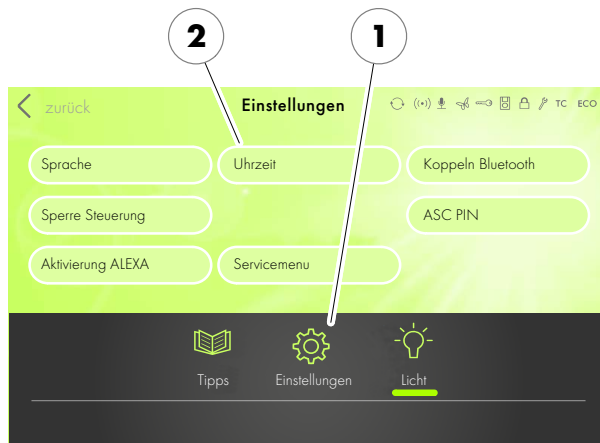 2 1
zurück Einstellungen TC ECO
Sprache Uhrzeit Koppeln Bluetooth
Sperre Steuerung ASC PIN
Aktivierung ALEXA Servicemenu
Tipps Einstellungen Licht